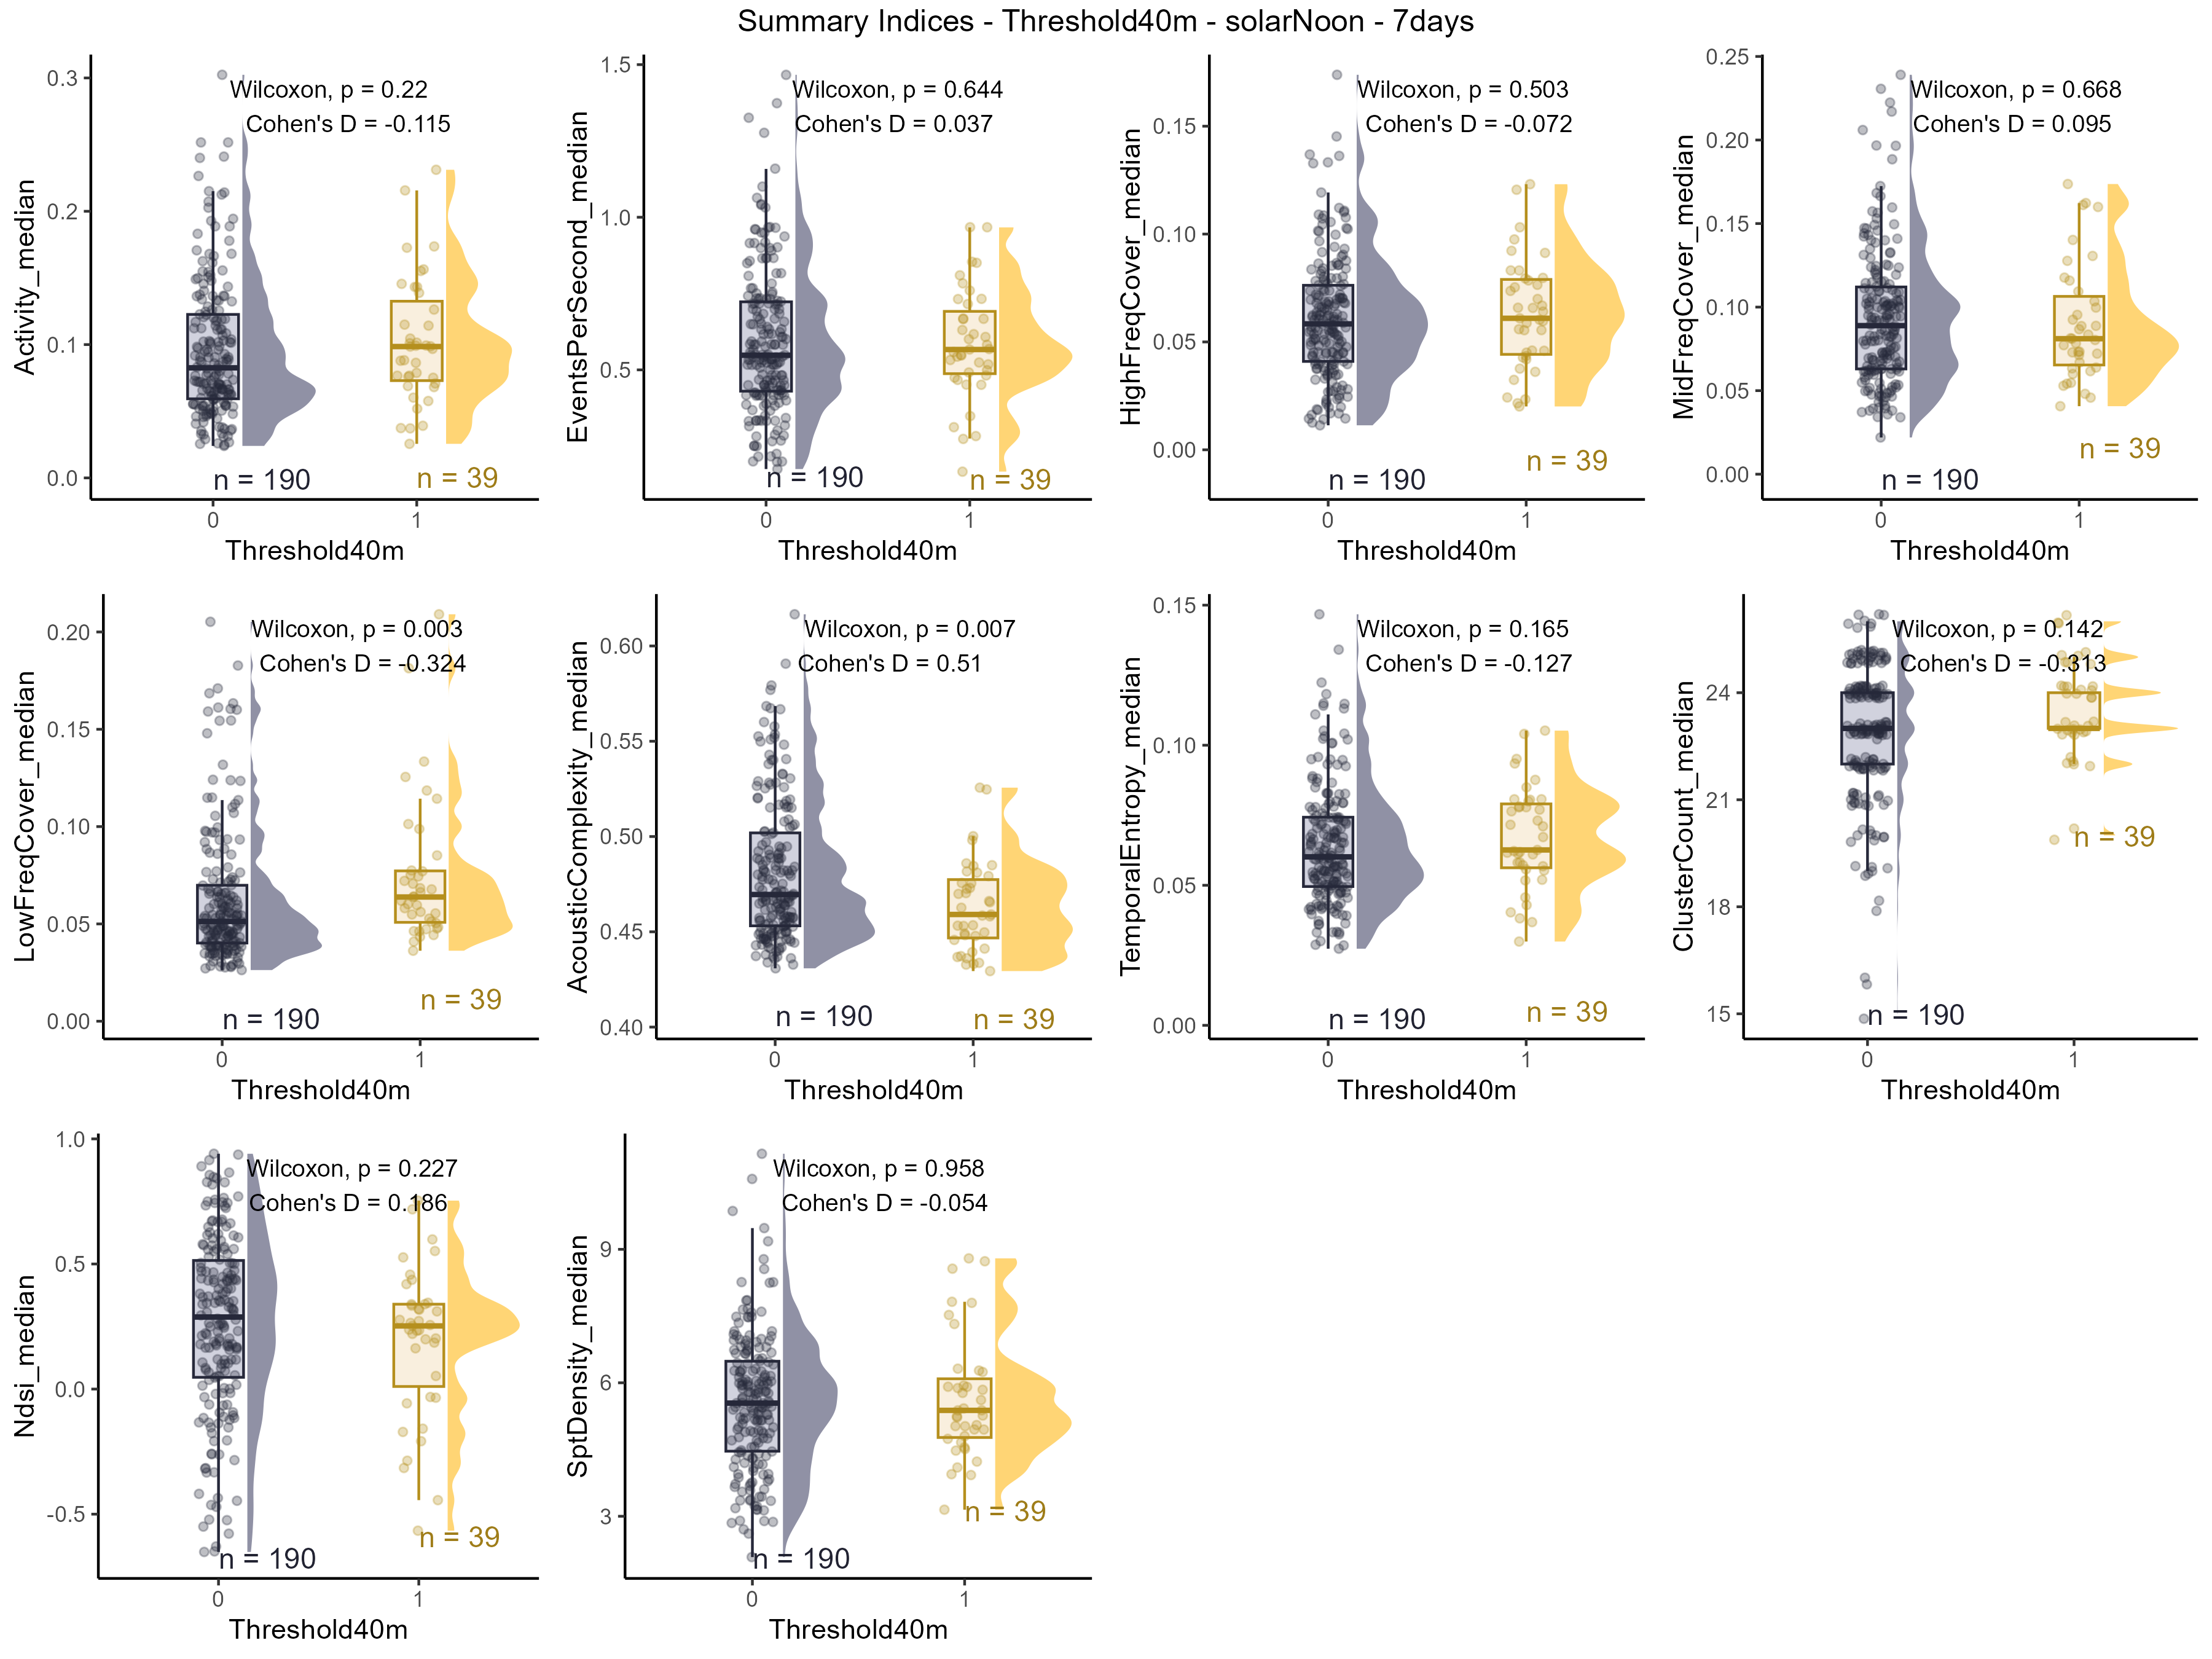 Summary Indices - Threshold40m - solarNoon - 7days
Activity_median
0.3
0.2
0.1
0.0
Wilcoxon, p = 0.22
Cohen's D = -0.115
n = 190
n = 39
0
1
Threshold40m
EventsPerSecond_median
1.5
1.0
0.5
Wilcoxon, p = 0.644
Cohen's D = 0.037
n = 190
n = 39
0
1
Threshold40m
HighFreqCover_median
0.15
0.10
0.05
0.00
Wilcoxon, p = 0.503
Cohen's D = -0.072
n = 190
n = 39
0
1
Threshold40m
MidFreqCover_median
0.25
0.20
0.15
0.10
0.05
0.00
Wilcoxon, p = 0.668
Cohen's D = 0.095
n = 190
n = 39
0
1
Threshold40m
LowFreqCover_median
0.20
0.15
0.10
0.05
0.00
Wilcoxon, p = 0.003
Cohen's D = -0.324
n = 190
n = 39
0
1
Threshold40m
AcousticComplexity_median
0.60
0.55
0.50
0.45
0.40
Wilcoxon, p = 0.007
Cohen's D = 0.51
n = 190
n = 39
0
1
Threshold40m
TemporalEntropy_median
0.15
0.10
0.05
0.00
Wilcoxon, p = 0.165
Cohen's D = -0.127
n = 190
n = 39
0
1
Threshold40m
ClusterCount_median
24
21
18
15
Wilcoxon, p = 0.142
Cohen's D = -0.313
n = 190
n = 39
0
1
Threshold40m
Ndsi_median
1.0
0.5
0.0
-0.5
Wilcoxon, p = 0.227
Cohen's D = 0.186
n = 190
n = 39
0
1
Threshold40m
SptDensity_median
9
6
3
Wilcoxon, p = 0.958
Cohen's D = -0.054
n = 190
n = 39
0
1
Threshold40m